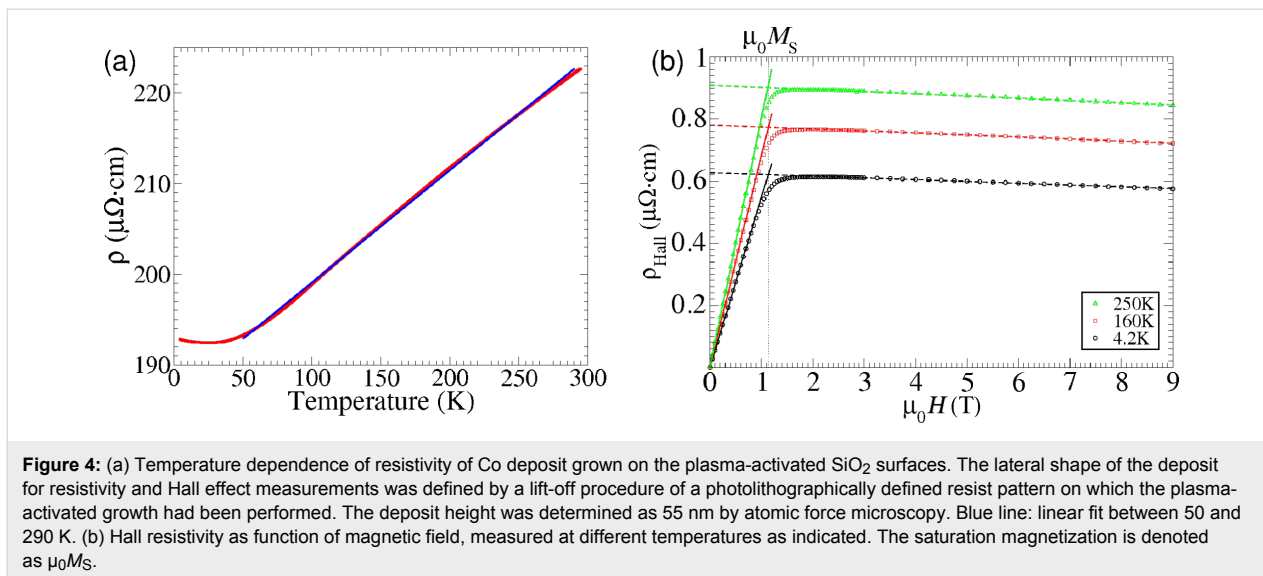 (a)
ρ (μΩ·cm)
220
210
200
190
0 50 100 150 200 250 300
Temperature (K)
μ₀Mₛ
(b)
ρHall (μΩ·cm)
1
0.8
0.6
0.4
0.2
250K
160K
4.2K
0 1 2 3 4 5 6 7 8 9
μ₀H (T)
Figure 4: (a) Temperature dependence of resistivity of Co deposit grown on the plasma-activated SiO₂ surfaces. The lateral shape of the deposit
for resistivity and Hall effect measurements was defined by a lift-off procedure of a photolithographically defined resist pattern on which the plasma-
activated growth had been performed. The deposit height was determined as 55 nm by atomic force microscopy. Blue line: linear fit between 50 and
290 K. (b) Hall resistivity as function of magnetic field, measured at different temperatures as indicated. The saturation magnetization is denoted
as μ₀Mₛ.